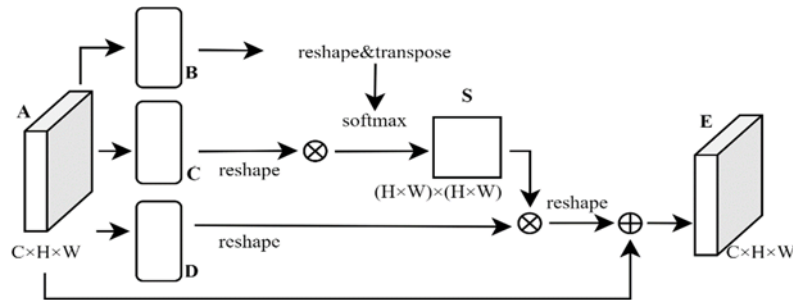 reshape&transpose
B
A
S
E
softmax
C
reshape
(H×W)×(H×W)
reshape
C×H×W
reshape
D
C×H×W